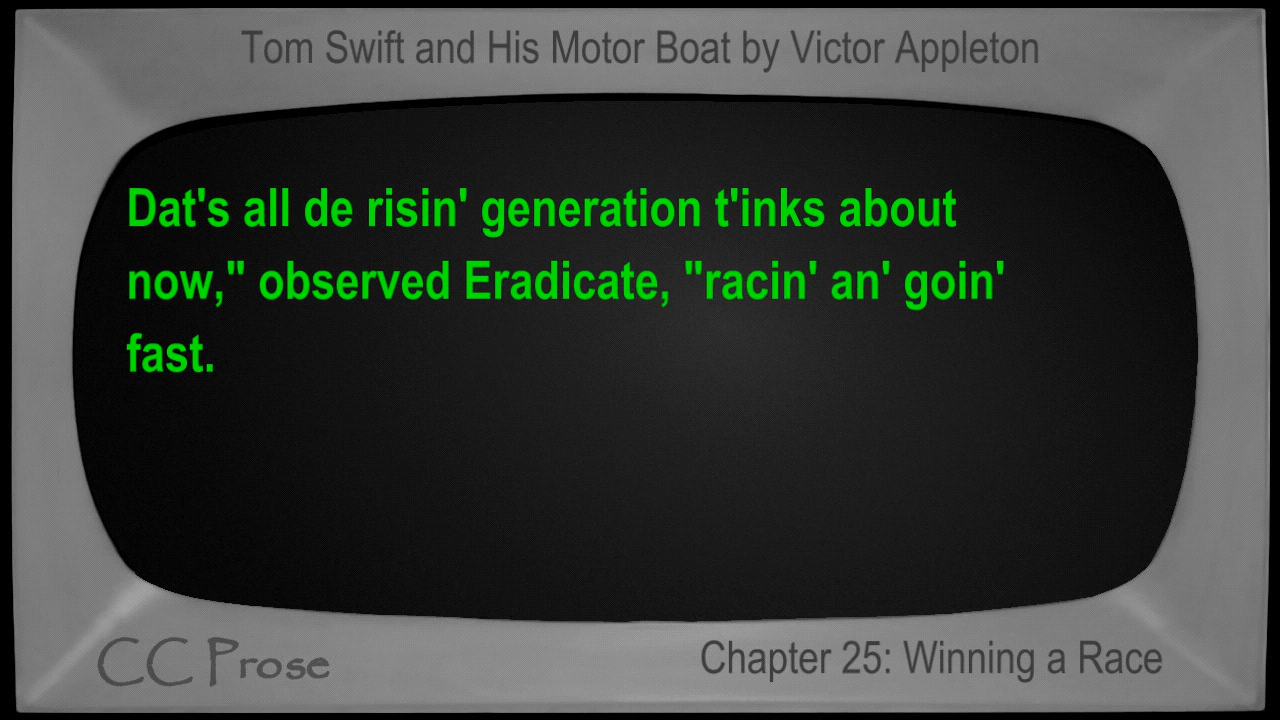 Tom Swift and His Motor Boat by Victor Appleton
Dat's all de risin' generation t'inks about
now," observed Eradicate, "racin' an' goin'
fast.
CC Prose
Chapter 25: Winning a Race